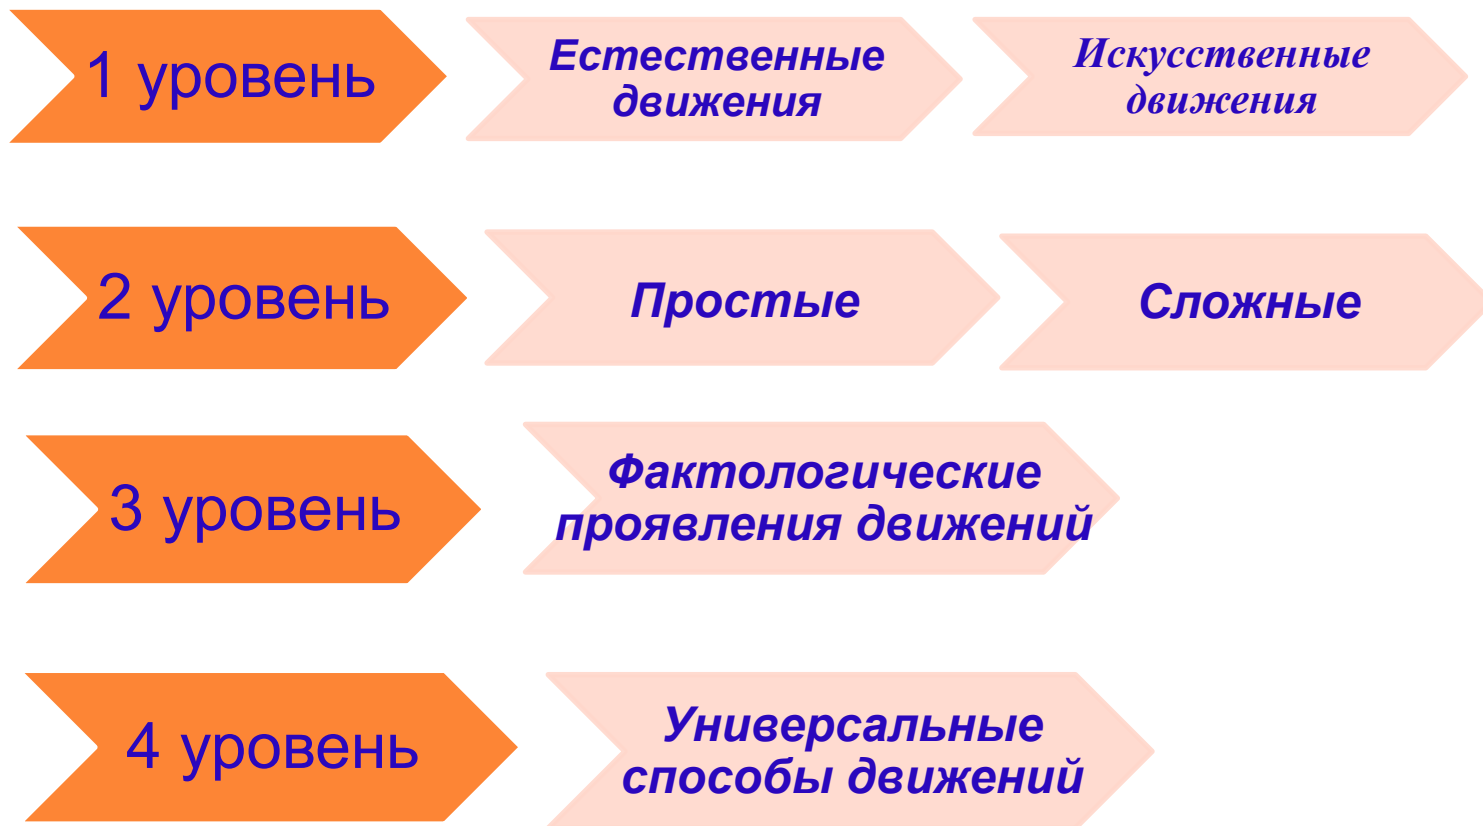 1 уровень
Естественные
движения
Искусственные
движения
2 уровень
Простые
Сложные
3 уровень
Фактологические
проявления движений
4 уровень
Универсальные
способы движений